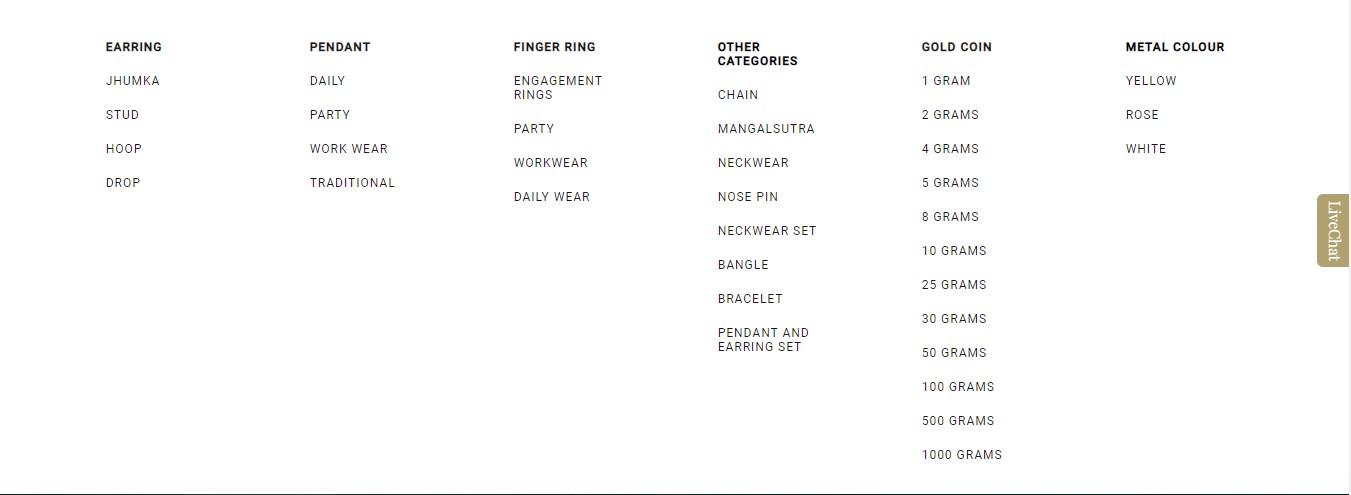 EARRING
JHUMKA
STUD
HOOP
DROP
PENDANT
DAILY
PARTY
WORK WEAR
TRADITIONAL
FINGER RING
ENGAGEMENT
RINGS
PARTY
WORKWEAR
DAILY WEAR
OTHER
CATEGORIES
CHAIN
MANGALSUTRA
NECKWEAR
NOSE PIN
NECKWEAR SET
BANGLE
BRACELET
PENDANT AND
EARRING SET
GOLD COIN
1 GRAM
2 GRAMS
4 GRAMS
5 GRAMS
8 GRAMS
10 GRAMS
25 GRAMS
30 GRAMS
50 GRAMS
100 GRAMS
500 GRAMS
1000 GRAMS
METAL COLOUR
YELLOW
ROSE
WHITE
LiveChat